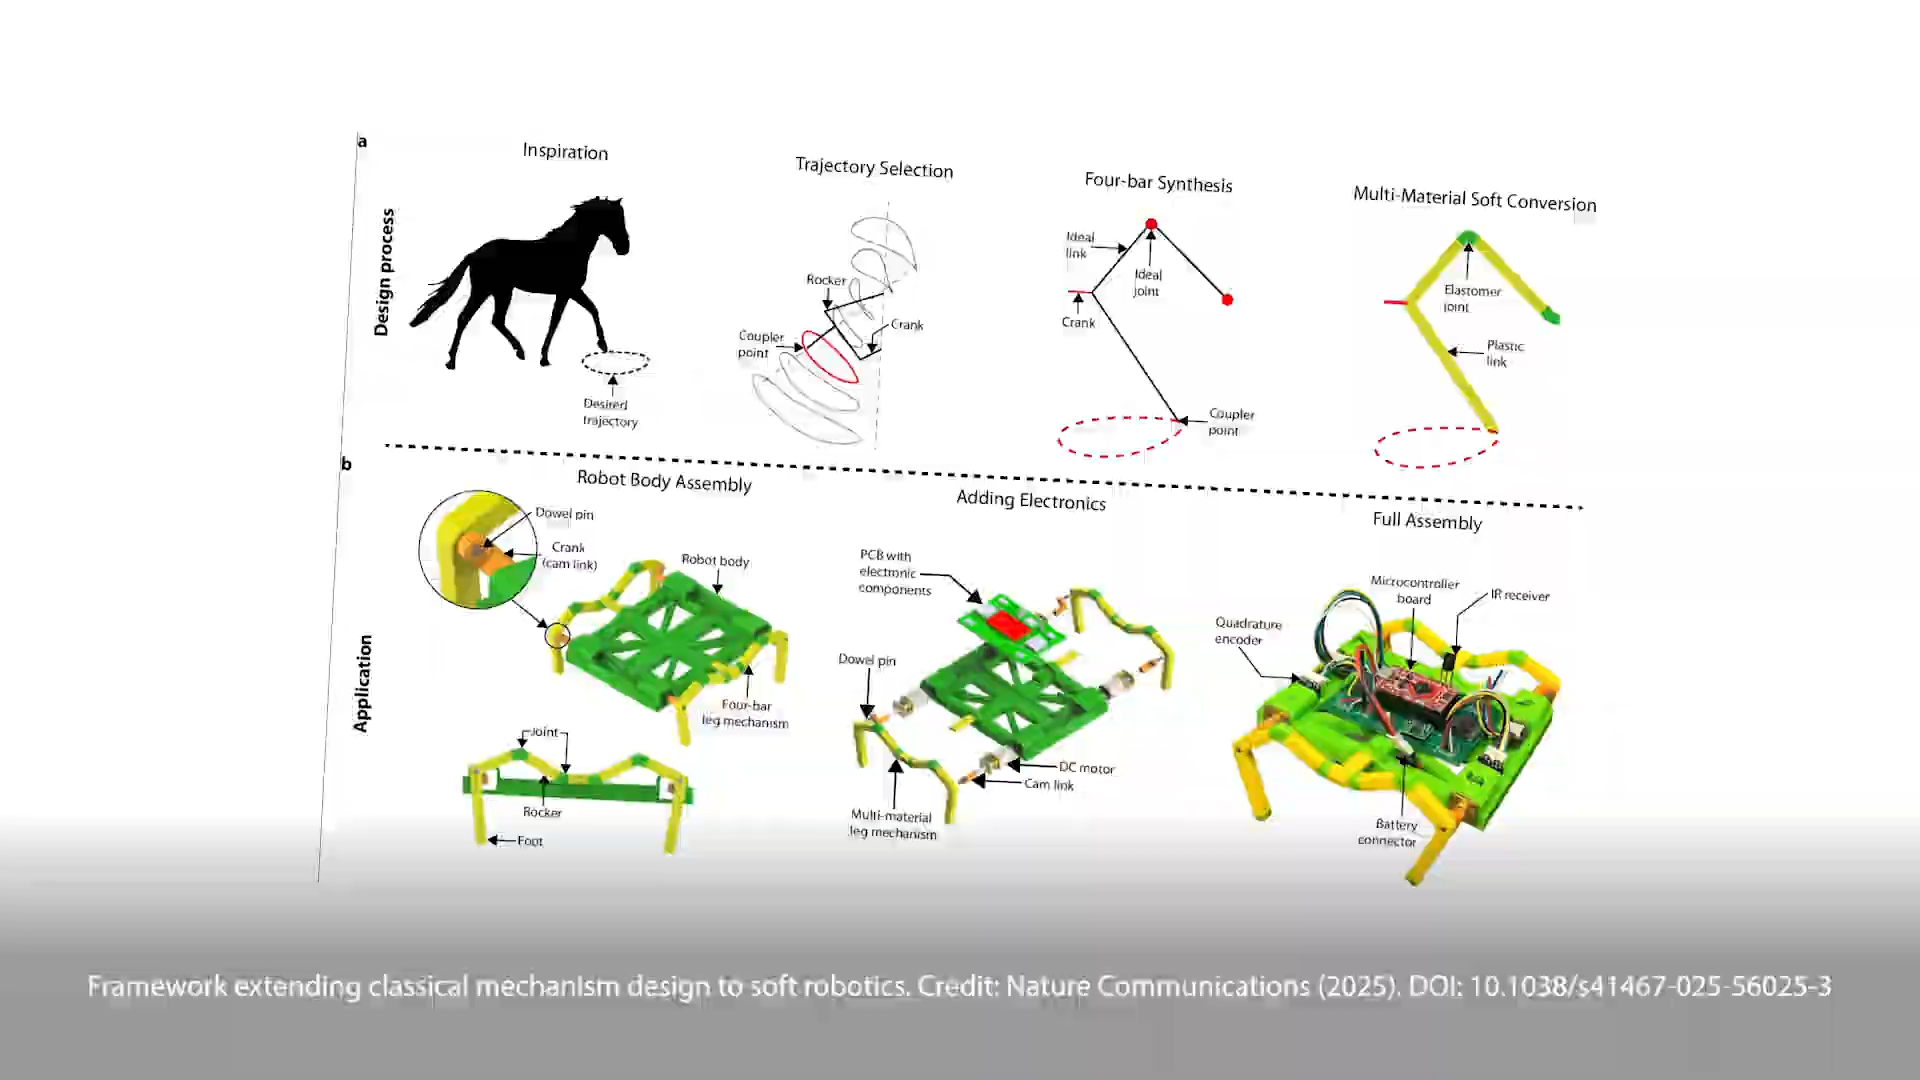 a
Inspiration
Trajectory Selection
Four-bar Synthesis
Multi-Material Soft Conversion
Design process
Desired
trajectory
Rocker
Crank
Coupler
point
Ideal
link
Ideal
joint
Crank
Coupler
point
Elastomer
joint
Plastic
link
b
Robot Body Assembly
Adding Electronics
Full Assembly
Application
Dowel pin
Crank
(cam link)
Robot body
Four-bar
leg mechanism
Joint
Rocker
Foot
PCB with
electronic
components
Dowel pin
DC motor
Cam link
Multi-material
leg mechanism
Microcontroller
board
IR receiver
Quadrature
encoder
Battery
connector
Framework extending classical mechanism design to soft robotics. Credit: Nature Communications (2025). DOI: 10.1038/s41467-025-56025-3